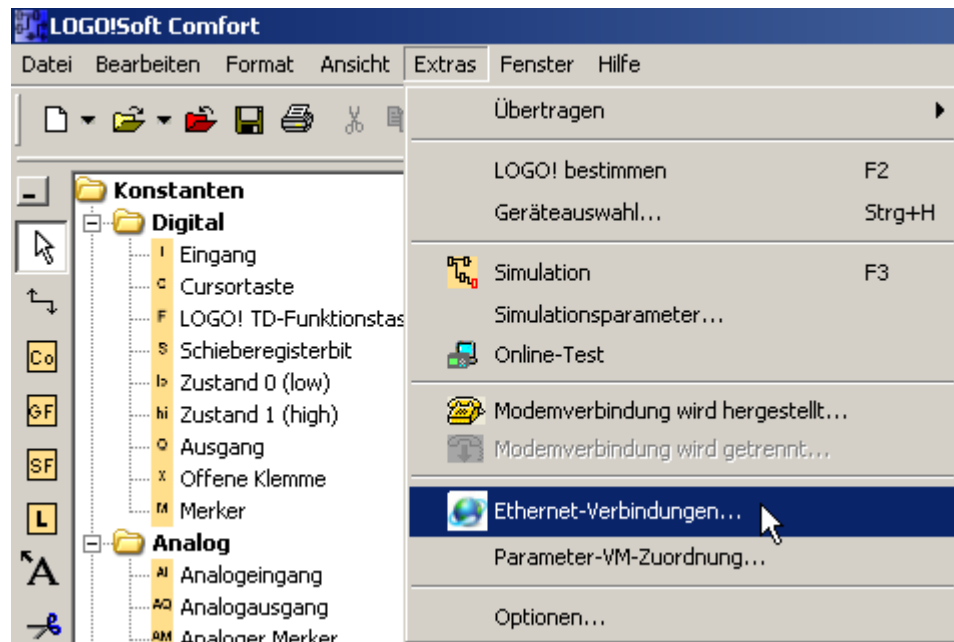 LOGO!Soft Comfort
Datei Bearbeiten Format Ansicht Extras Fenster Hilfe
Konstanten
Digital
I Eingang
C Cursortaste
F LOGO! TD-Funktionstas
S Schieberegisterbit
lo Zustand 0 (low)
hi Zustand 1 (high)
Q Ausgang
X Offene Klemme
M Merker
Analog
AI Analogeingang
AQ Analogausgang
AM Analoger Merker
Co
GF
SF
L
A
Übertragen
LOGO! bestimmen F2
Geräteauswahl... Strg+H
Simulation F3
Simulationsparameter...
Online-Test
Modemverbindung wird hergestellt...
Modemverbindung wird getrennt...
Ethernet-Verbindungen...
Parameter-VM-Zuordnung...
Optionen...